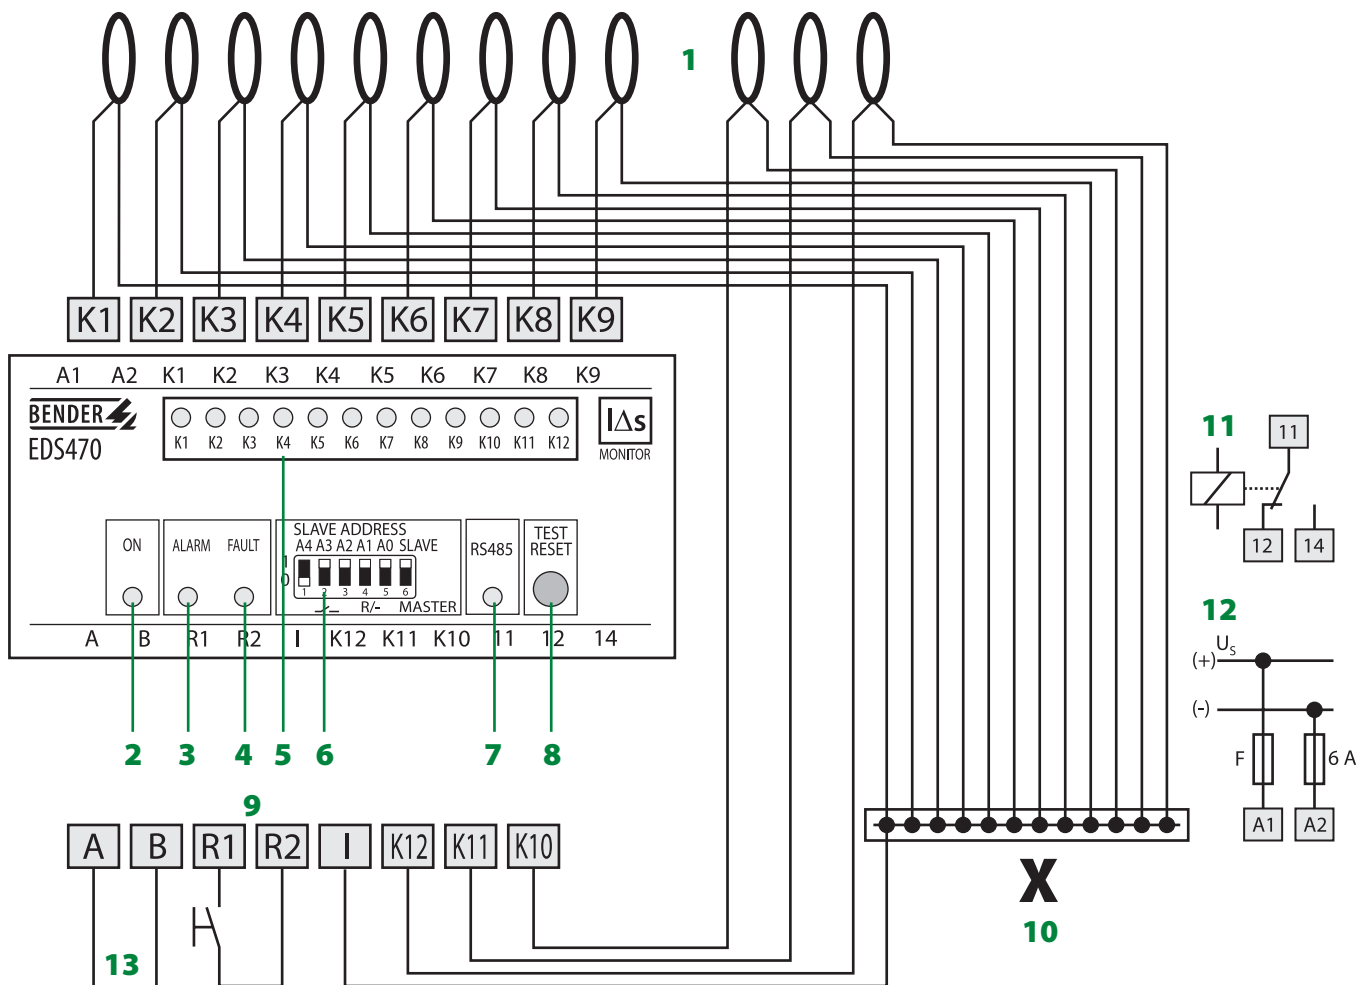 1
K1 K2 K3 K4 K5 K6 K7 K8 K9
A1 A2 K1 K2 K3 K4 K5 K6 K7 K8 K9
BENDER
EDS470
K1 K2 K3 K4 K5 K6 K7 K8 K9 K10 K11 K12
I∆s
MONITOR
ON
ALARM FAULT
SLAVE ADDRESS
A4 A3 A2 A1 A0 SLAVE
1
0
1 2 3 4 5 6
R/- MASTER
RS485
TEST
RESET
A B R1 R2 I K12 K11 K10 11 12 14
2 3 4 5 6 7 8
9
A B R1 R2 I K12 K11 K10
13
X
10
11
11
12 14
12
US
(+)
(-)
F 6 A
A1 A2